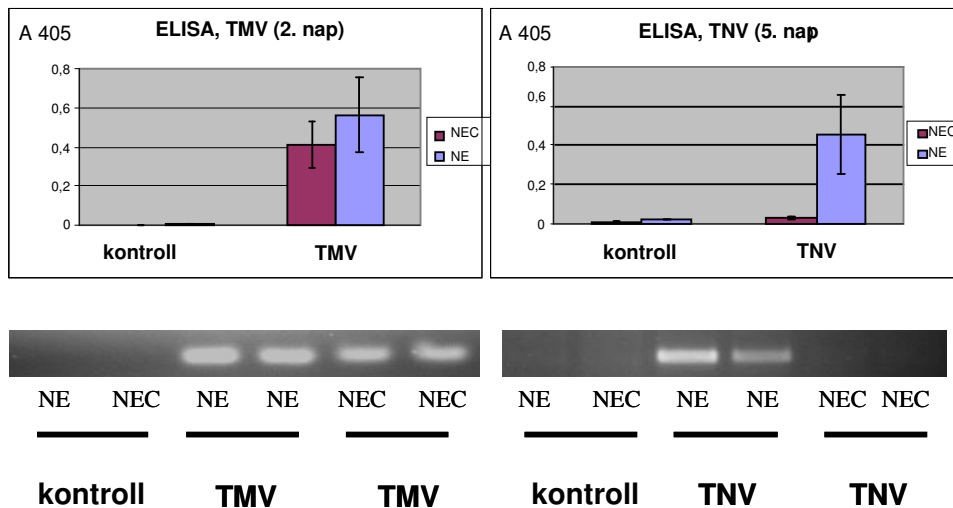 A 405 ELISA, TMV (2. nap)
0,8
0,6
0,4
0,2
0
kontroll TMV
NEC
NE
A 405 ELISA, TNV (5. nap
0,8
0,6
0,4
0,2
0
kontroll TNV
NEC
NE
NE NEC NE NE NEC NEC
kontroll TMV TMV
NE NEC NE NE NEC NEC
kontroll TNV TNV